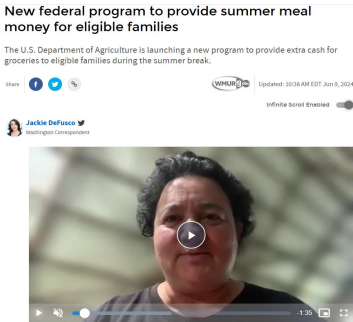 New federal program to provide summer meal
money for eligible families
The U.S. Department of Agriculture is launching a new program to provide extra cash for
groceries to eligible families during the summer break.
Share
WMUR 9 abc
Updated: 10:38 AM EDT Jun 9, 2024
Infinite Scroll Enabled
Jackie DeFusco
Washington Correspondent
-1:35